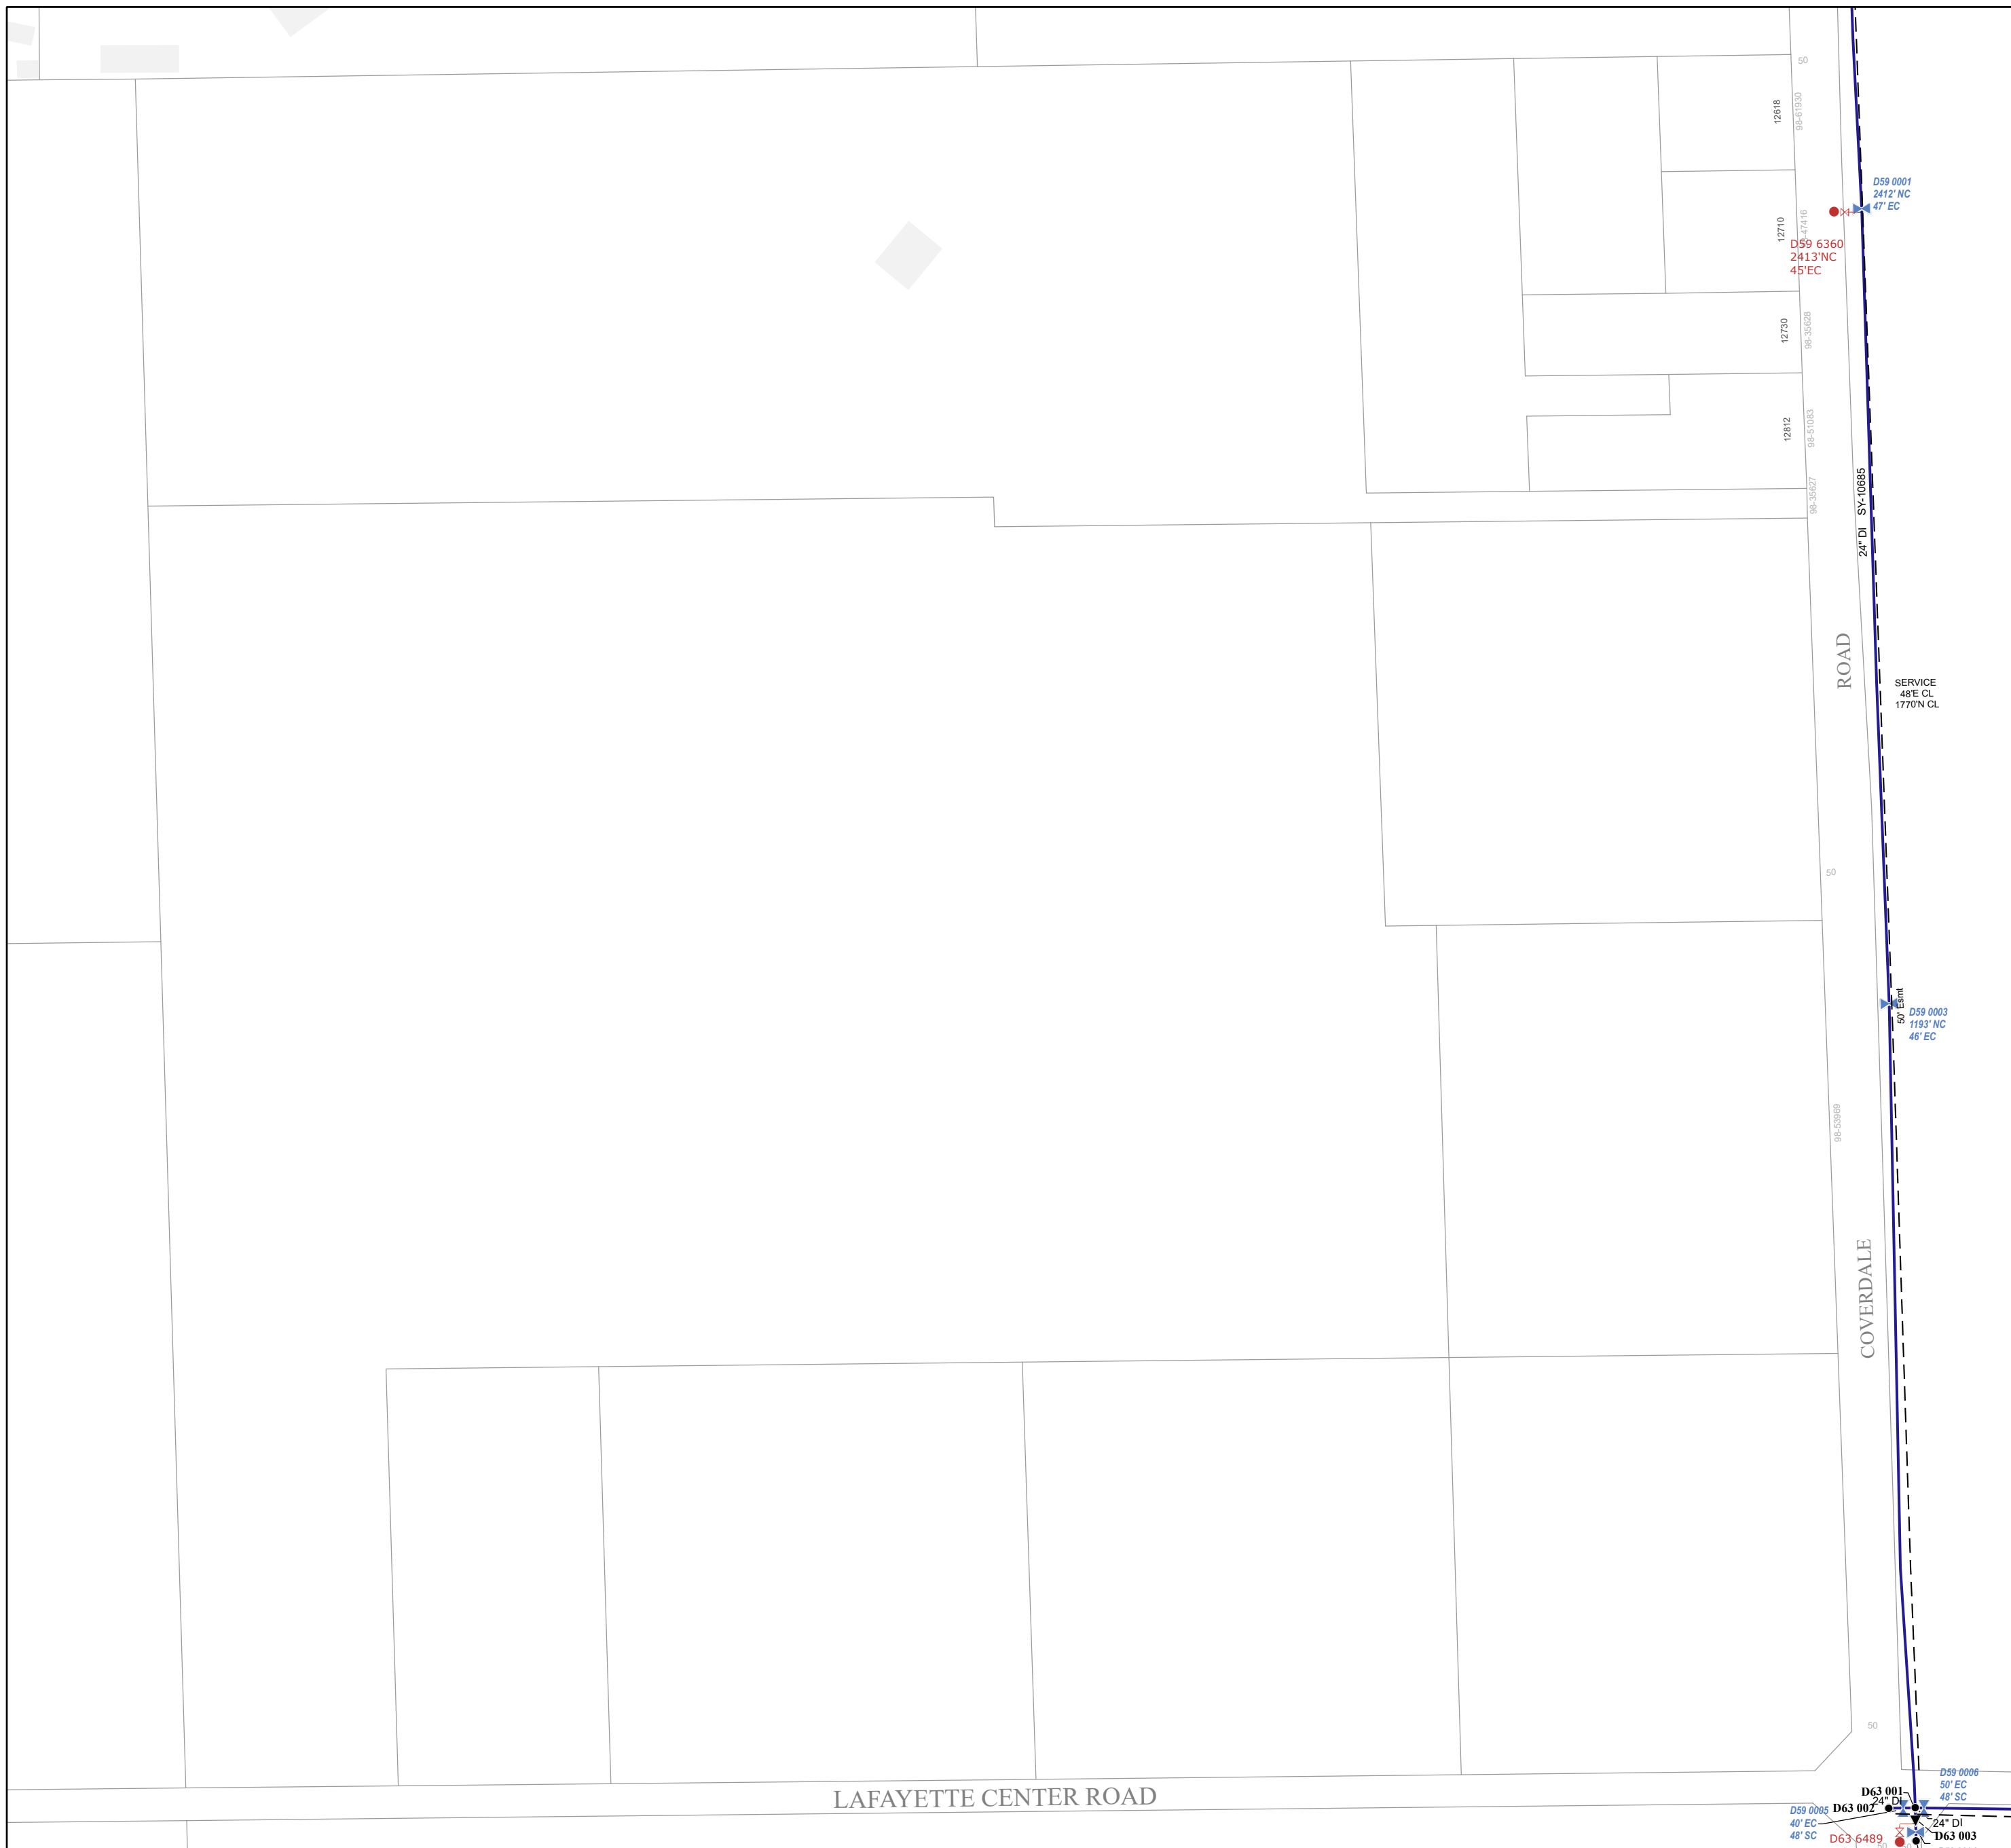 50
12618
98-61930
D59 0001
2412' NC
47' EC
12710
-47416
D59 6360
2413'NC
45'EC
12730
98-35628
12812
98-51083
98-35627
24" DI SY-10685
ROAD
SERVICE
48'E CL
1770'N CL
50
50' Esmt
D59 0003
1193' NC
46' EC
98-53969
COVERDALE
50
LAFAYETTE CENTER ROAD
D59 0006
50' EC
48' SC
D63 001
24" DI
D63 002
D59 0005
40' EC
48' SC
24" DI
D63 003
D63 6489
50